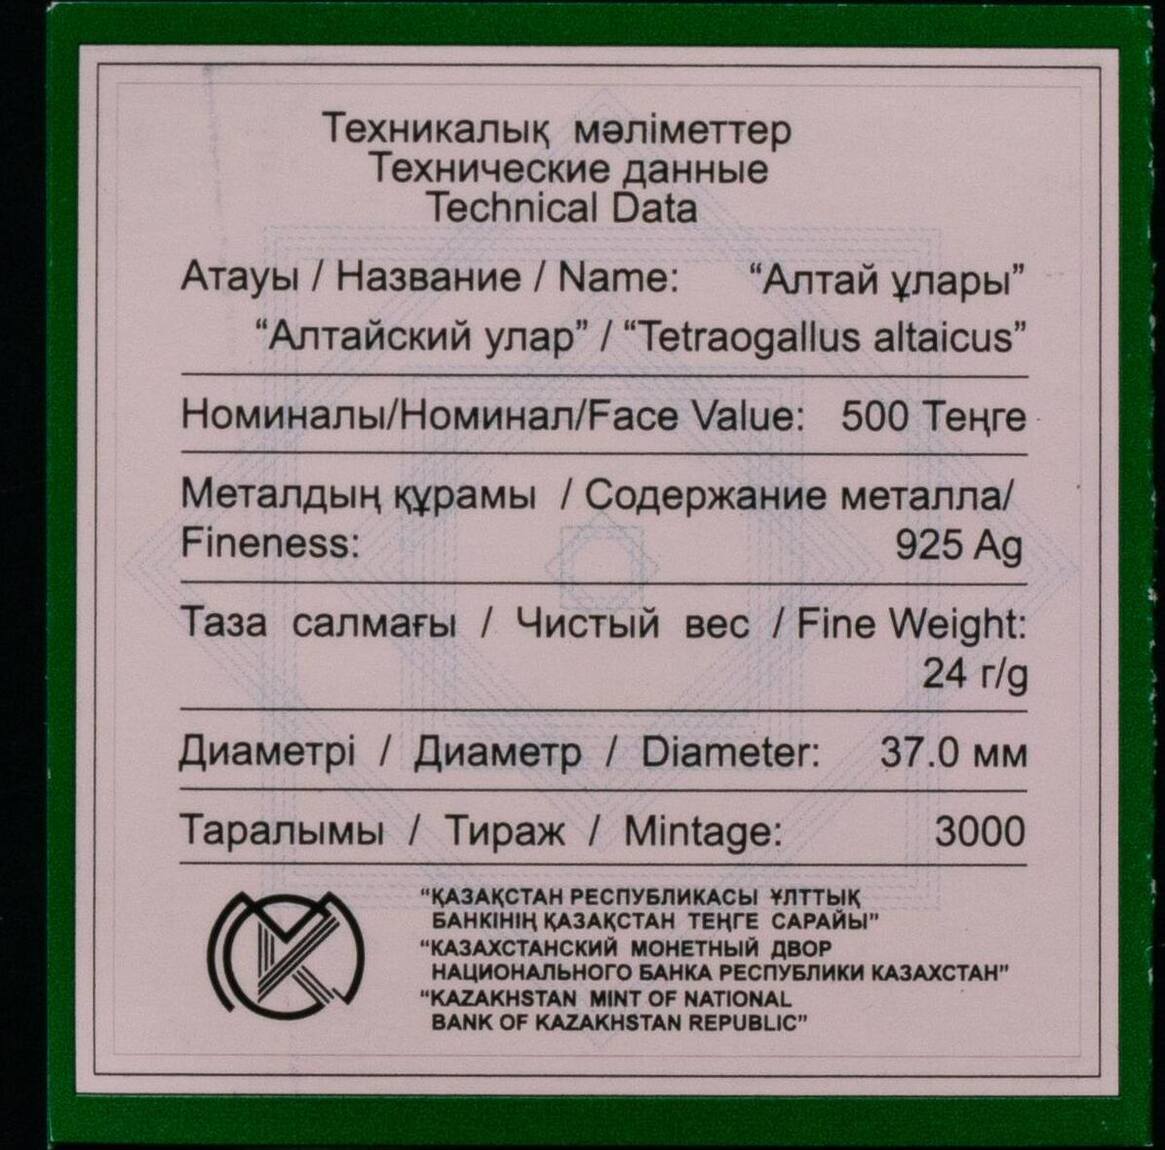 Техникалық мәліметтер
Технические данные
Technical Data
Атауы / Название / Name: “Алтай ұлары”
“Алтайский улар” / “Tetraogallus altaicus”
Номиналы/Номинал/Face Value: 500 Теңге
Металдың құрамы / Содержание металла/
Fineness: 925 Ag
Таза салмағы / Чистый вес / Fine Weight:
24 г/g
Диаметрі / Диаметр / Diameter: 37.0 мм
Таралымы / Тираж / Mintage: 3000
“ҚАЗАҚСТАН РЕСПУБЛИКАСЫ ҰЛТТЫҚ
БАНКІНІҢ ҚАЗАҚСТАН ТЕҢГЕ САРАЙЫ”
“КАЗАХСТАНСКИЙ МОНЕТНЫЙ ДВОР
НАЦИОНАЛЬНОГО БАНКА РЕСПУБЛИКИ КАЗАХСТАН”
“KAZAKHSTAN MINT OF NATIONAL
BANK OF KAZAKHSTAN REPUBLIC”